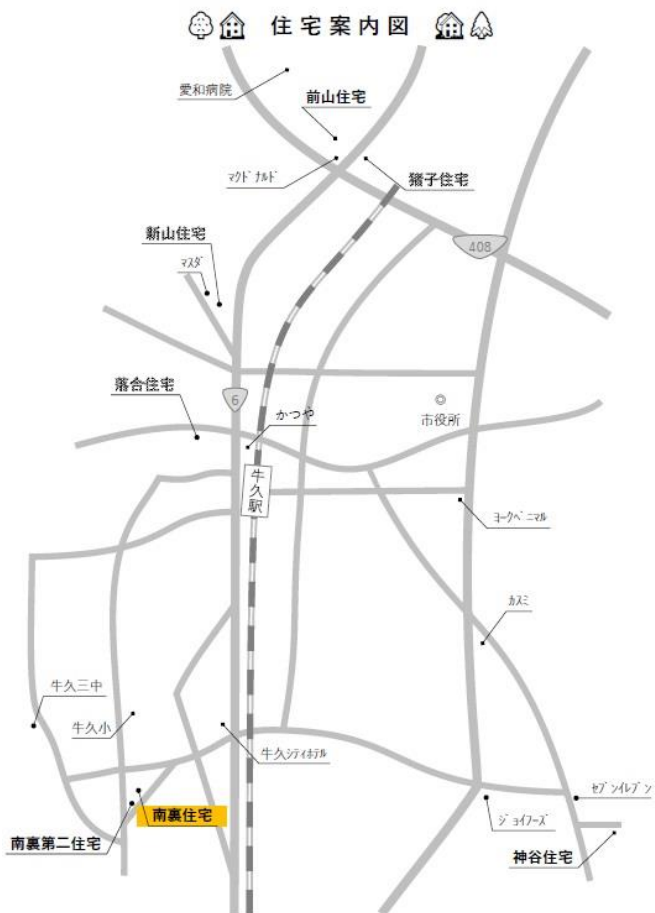 住宅案内図
愛和病院
前山住宅
ﾏｸﾄﾞﾅﾙﾄﾞ
猪子住宅
408
新山住宅
ﾏｽﾀﾞ
落合住宅
6
かつや
市役所
牛久駅
ﾖｰｸﾍﾞﾆﾏﾙ
ｶｽﾐ
牛久三中
牛久小
牛久ｼﾃｨﾎﾃﾙ
ｾﾌﾞﾝｲﾚﾌﾞﾝ
南裏住宅
ｼﾞｮｲﾌｰｽﾞ
南裏第二住宅
神谷住宅